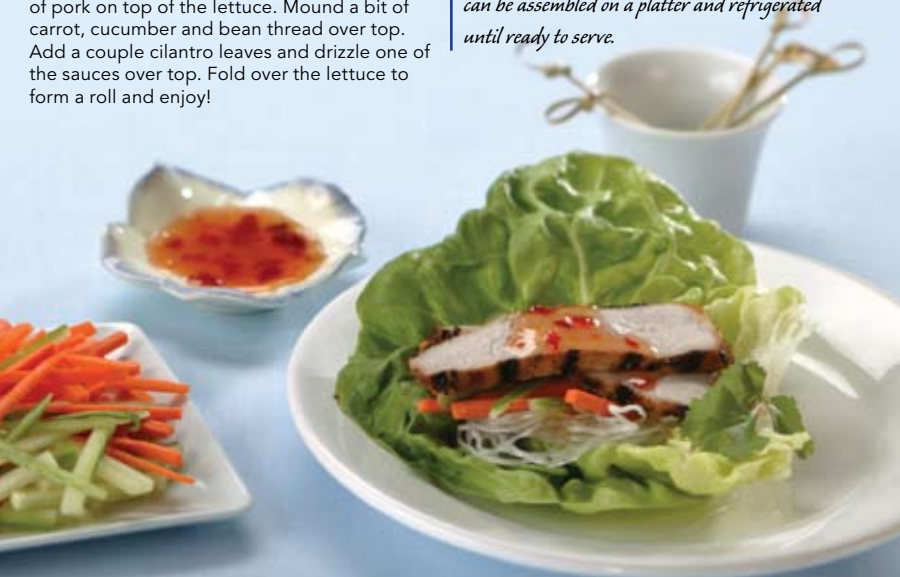 of pork on top of the lettuce. Mound a bit of
carrot, cucumber and bean thread over top.
Add a couple cilantro leaves and drizzle one of
the sauces over top. Fold over the lettuce to
form a roll and enjoy!
can be assembled on a platter and refrigerated
until ready to serve.